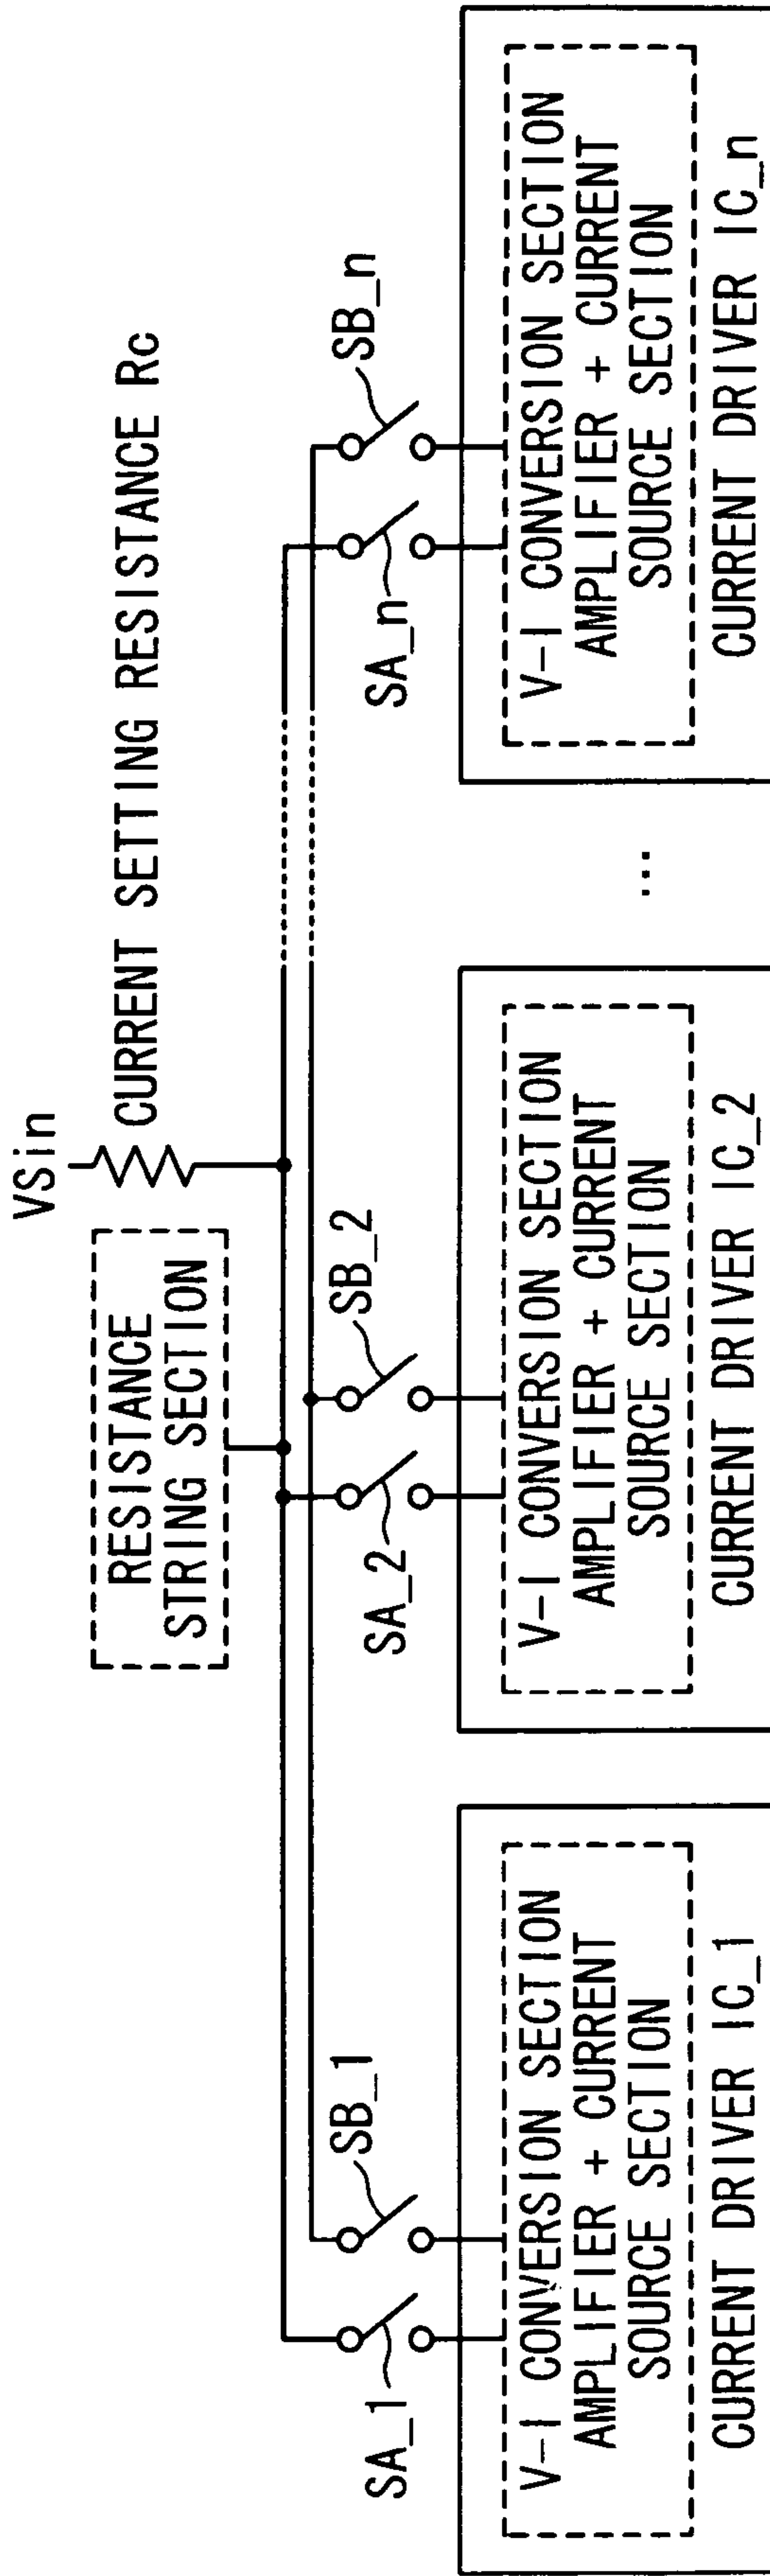 VSin
CURRENT SETTING RESISTANCE Rc
RESISTANCE
STRING SECTION
SA_1
SB_1
SA_2
SB_2
SA_n
SB_n
V-I CONVERSION SECTION
AMPLIFIER + CURRENT
SOURCE SECTION
CURRENT DRIVER IC_1
V-I CONVERSION SECTION
AMPLIFIER + CURRENT
SOURCE SECTION
CURRENT DRIVER IC_2
...
V-I CONVERSION SECTION
AMPLIFIER + CURRENT
SOURCE SECTION
CURRENT DRIVER IC_n